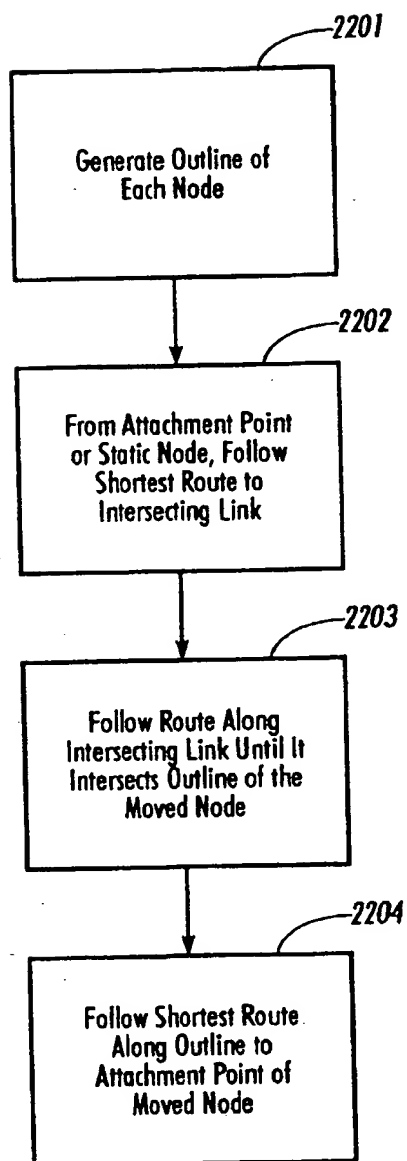 2201
Generate Outline of
Each Node
2202
From Attachment Point
or Static Node, Follow
Shortest Route to
Intersecting Link
2203
Follow Route Along
Intersecting Link Until It
Intersects Outline of the
Moved Node
2204
Follow Shortest Route
Along Outline to
Attachment Point of
Moved Node